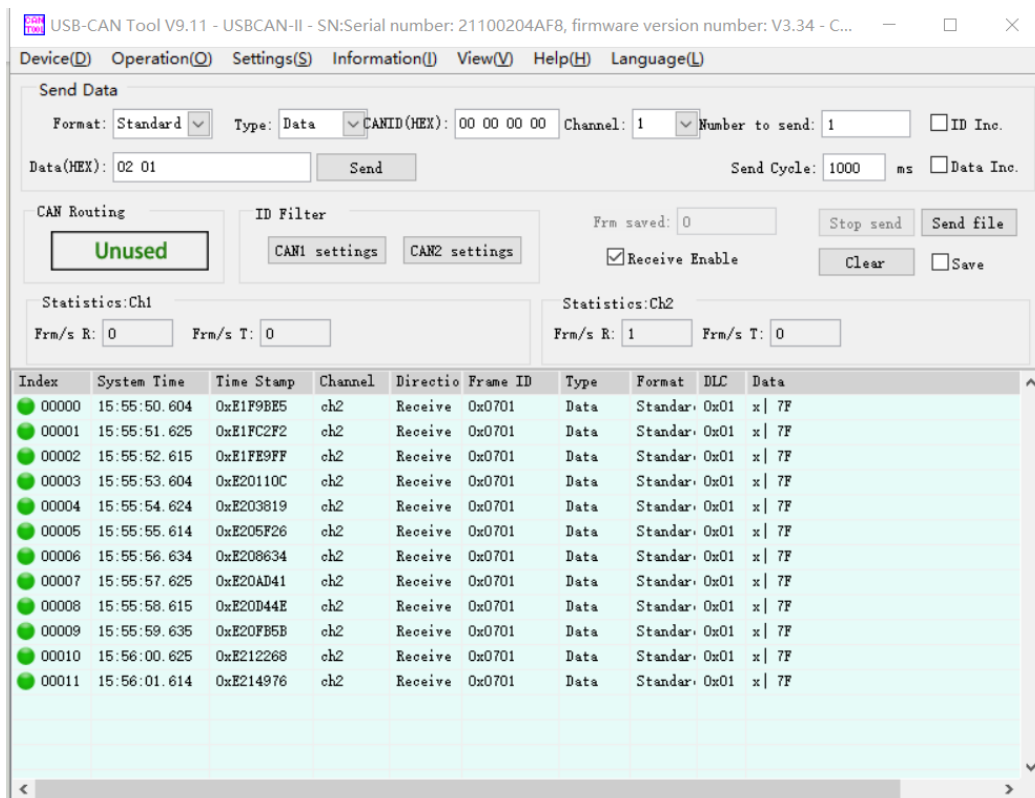 CAN Tool USB-CAN Tool V9.11 - USBCAN-II - SN:Serial number: 21100204AF8, firmware version number: V3.34 - C...
Device(D) Operation(O) Settings(S) Information(I) View(V) Help(H) Language(L)
Send Data
Format: Standard Type: Data CANID(HEX): 00 00 00 00 Channel: 1 Number to send: 1 ID Inc.
Data(HEX): 02 01 Send Send Cycle: 1000 ms Data Inc.
CAN Routing ID Filter Frm saved: 0 Stop send Send file
Unused CAN1 settings CAN2 settings Receive Enable Clear Save
Statistics:Ch1 Statistics:Ch2
Frm/s R: 0 Frm/s T: 0 Frm/s R: 1 Frm/s T: 0
Index System Time Time Stamp Channel Directio Frame ID Type Format DLC Data
00000 15:55:50.604 0xE1F9BE5 ch2 Receive 0x0701 Data Standar 0x01 x| 7F
00001 15:55:51.625 0xE1FC2F2 ch2 Receive 0x0701 Data Standar 0x01 x| 7F
00002 15:55:52.615 0xE1FE9FF ch2 Receive 0x0701 Data Standar 0x01 x| 7F
00003 15:55:53.604 0xE20110C ch2 Receive 0x0701 Data Standar 0x01 x| 7F
00004 15:55:54.624 0xE203819 ch2 Receive 0x0701 Data Standar 0x01 x| 7F
00005 15:55:55.614 0xE205F26 ch2 Receive 0x0701 Data Standar 0x01 x| 7F
00006 15:55:56.634 0xE208634 ch2 Receive 0x0701 Data Standar 0x01 x| 7F
00007 15:55:57.625 0xE20AD41 ch2 Receive 0x0701 Data Standar 0x01 x| 7F
00008 15:55:58.615 0xE20D44E ch2 Receive 0x0701 Data Standar 0x01 x| 7F
00009 15:55:59.635 0xE20FB5B ch2 Receive 0x0701 Data Standar 0x01 x| 7F
00010 15:56:00.625 0xE212268 ch2 Receive 0x0701 Data Standar 0x01 x| 7F
00011 15:56:01.614 0xE214976 ch2 Receive 0x0701 Data Standar 0x01 x| 7F